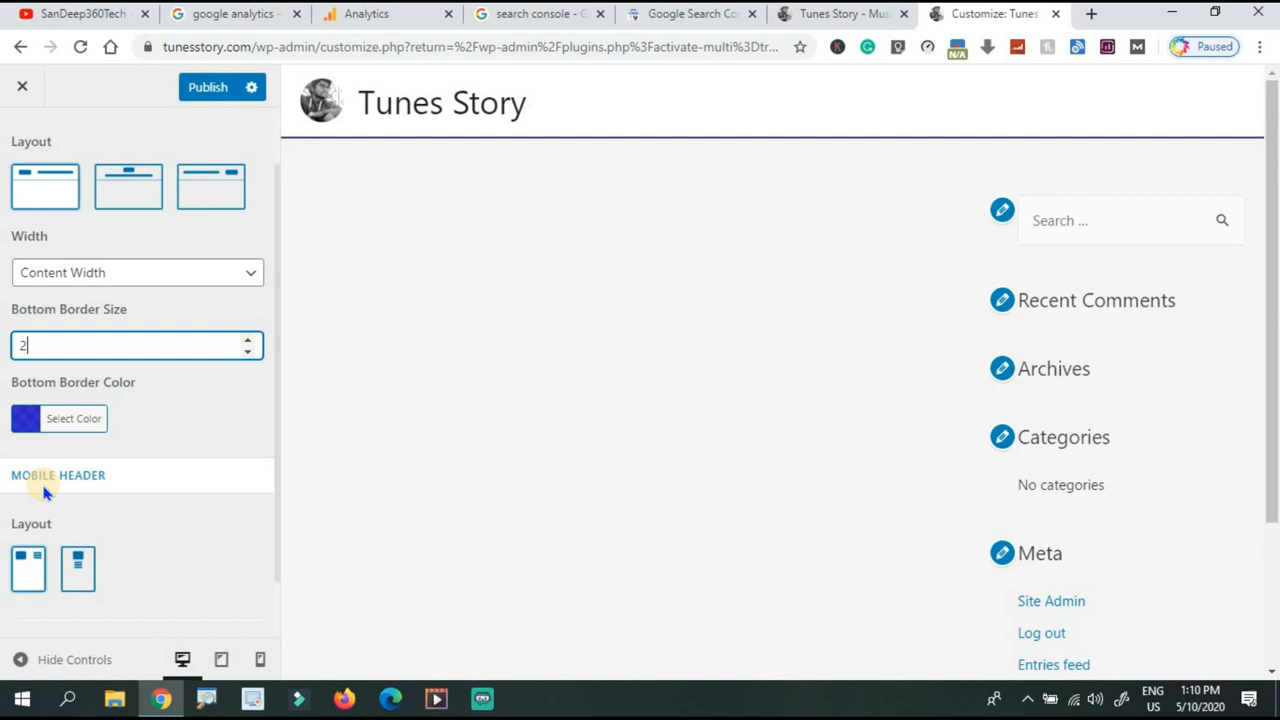 SanDeep360Tech -
google analytics -
Analytics
search console - G
Google Search Con
Tunes Story - Mus
Customize: Tunes
tunesstory.com/wp-admin/customize.php?return=%2Fwp-admin%2Fplugins.php%3Factivate-multi%3Dtr...
N/A
Paused
Publish
Tunes Story
Layout
Width
Content Width
Bottom Border Size
2
Bottom Border Color
Select Color
MOBILE HEADER
Layout
Hide Controls
Search ...
Recent Comments
Archives
Categories
No categories
Meta
Site Admin
Log out
Entries feed
ENG
US
1:10 PM
5/10/2020